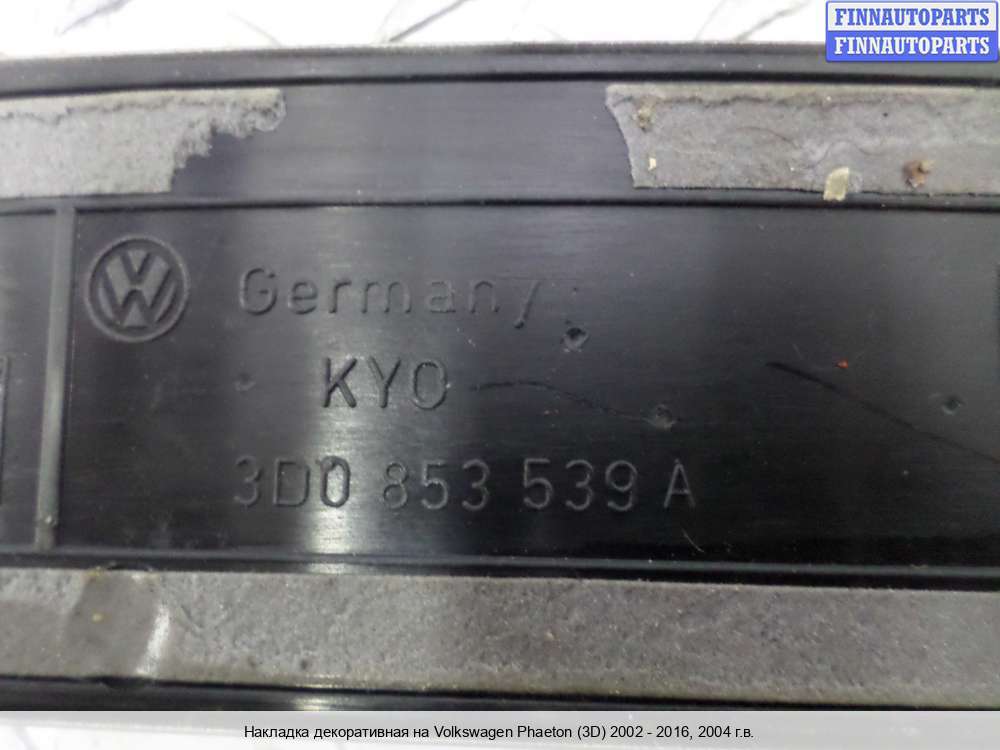 FINNAUTOPARTS
FINNAUTOPARTS
Germany
KYO
3D0 853 539 A
Накладка декоративная на Volkswagen Phaeton (3D) 2002 - 2016, 2004 г.в.